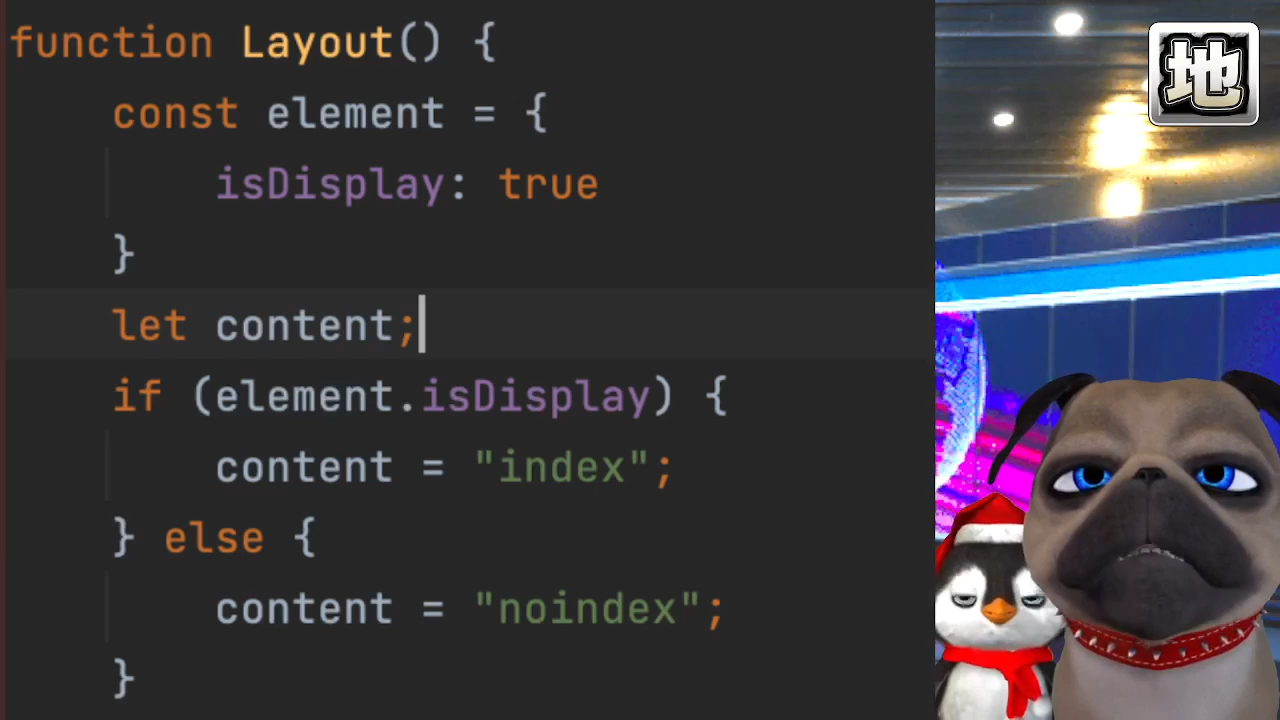 function Layout() {
const element = {
isDisplay: true
}
let content;
if (element.isDisplay) {
content = "index";
} else {
content = "noindex";
}
地